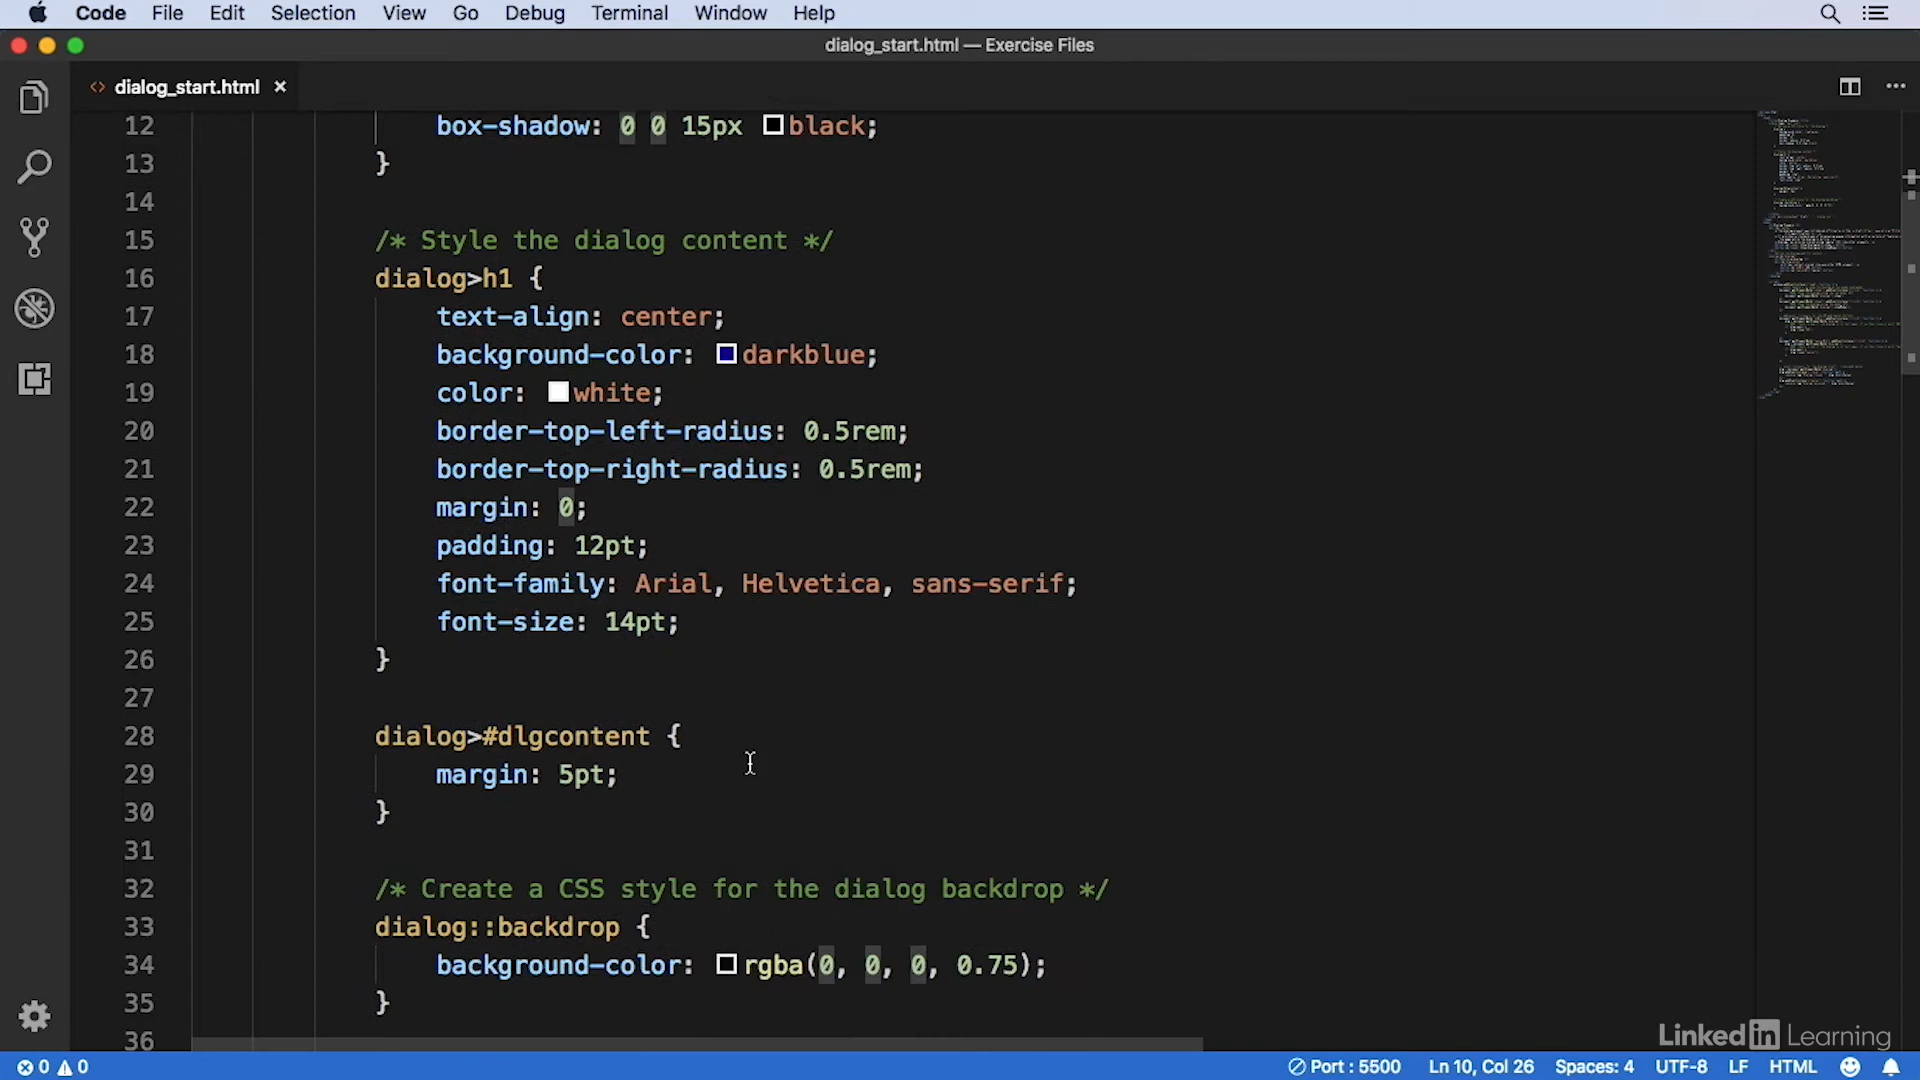 Code File Edit Selection View Go Debug Terminal Window Help
dialog_start.html — Exercise Files
<> dialog_start.html ×
12 box-shadow: 0 0 15px black;
13 }
14
15 /* Style the dialog content */
16 dialog>h1 {
17 text-align: center;
18 background-color: darkblue;
19 color: white;
20 border-top-left-radius: 0.5rem;
21 border-top-right-radius: 0.5rem;
22 margin: 0;
23 padding: 12pt;
24 font-family: Arial, Helvetica, sans-serif;
25 font-size: 14pt;
26 }
27
28 dialog>#dlgcontent {
29 margin: 5pt;
30 }
31
32 /* Create a CSS style for the dialog backdrop */
33 dialog::backdrop {
34 background-color: rgba(0, 0, 0, 0.75);
35 }
36
Linked in Learning
0 0 Port : 5500 Ln 10, Col 26 Spaces: 4 UTF-8 LF HTML